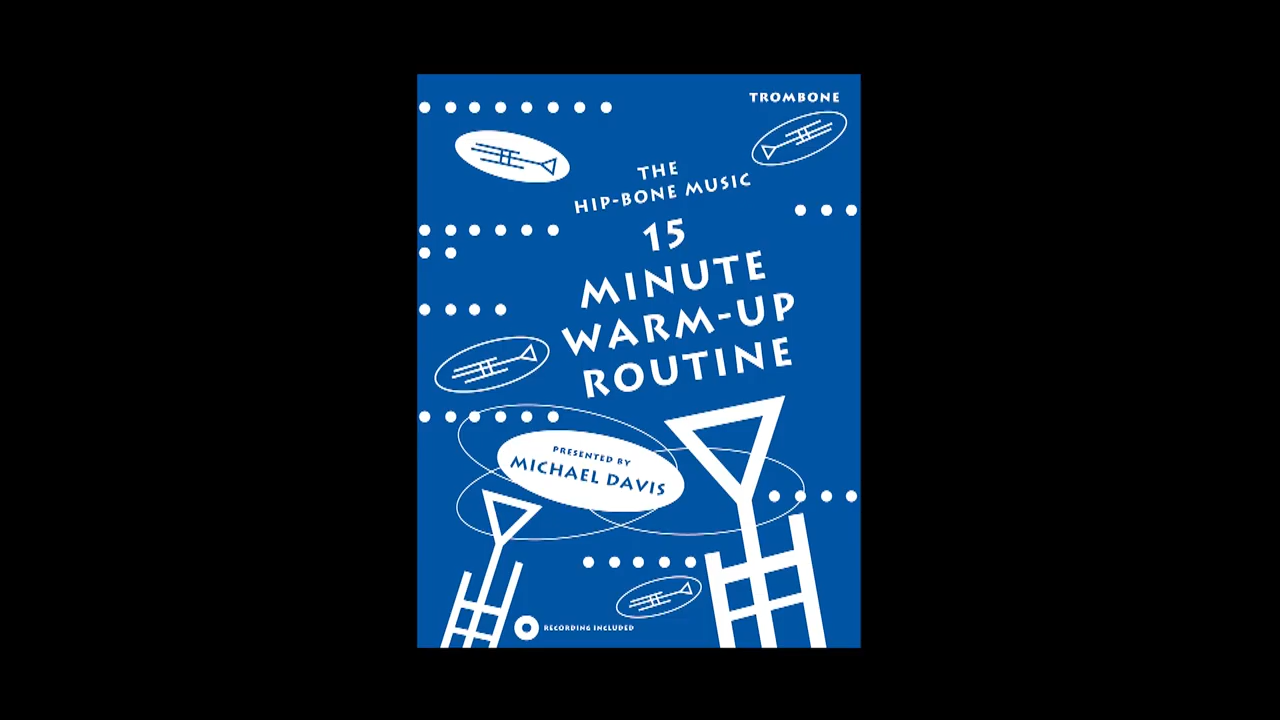 TROMBONE
THE
HIP-BONE MUSIC
15
MINUTE
WARM-UP
ROUTINE
PRESENTED BY
MICHAEL DAVIS
RECORDING INCLUDED